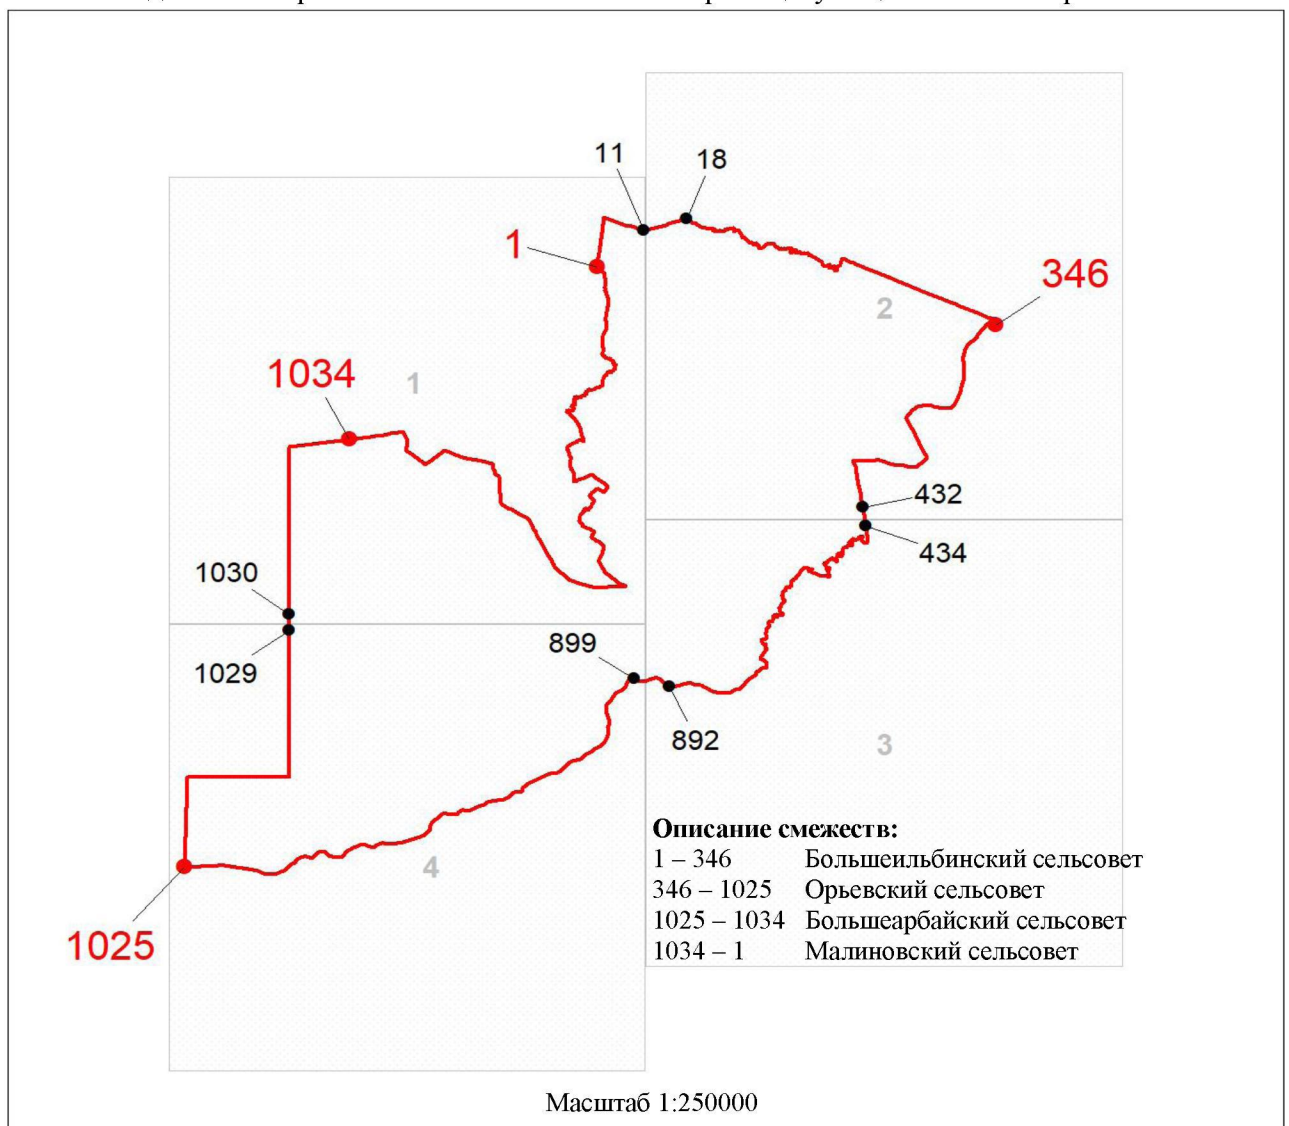 11
18
1
346
2
1034
1
432
434
1030
1029
899
892
3
4
1025
Описание смежеств:
1 – 346 Большеильбинский сельсовет
346 – 1025 Орьевский сельсовет
1025 – 1034 Большеарбайский сельсовет
1034 – 1 Малиновский сельсовет
Масштаб 1:250000